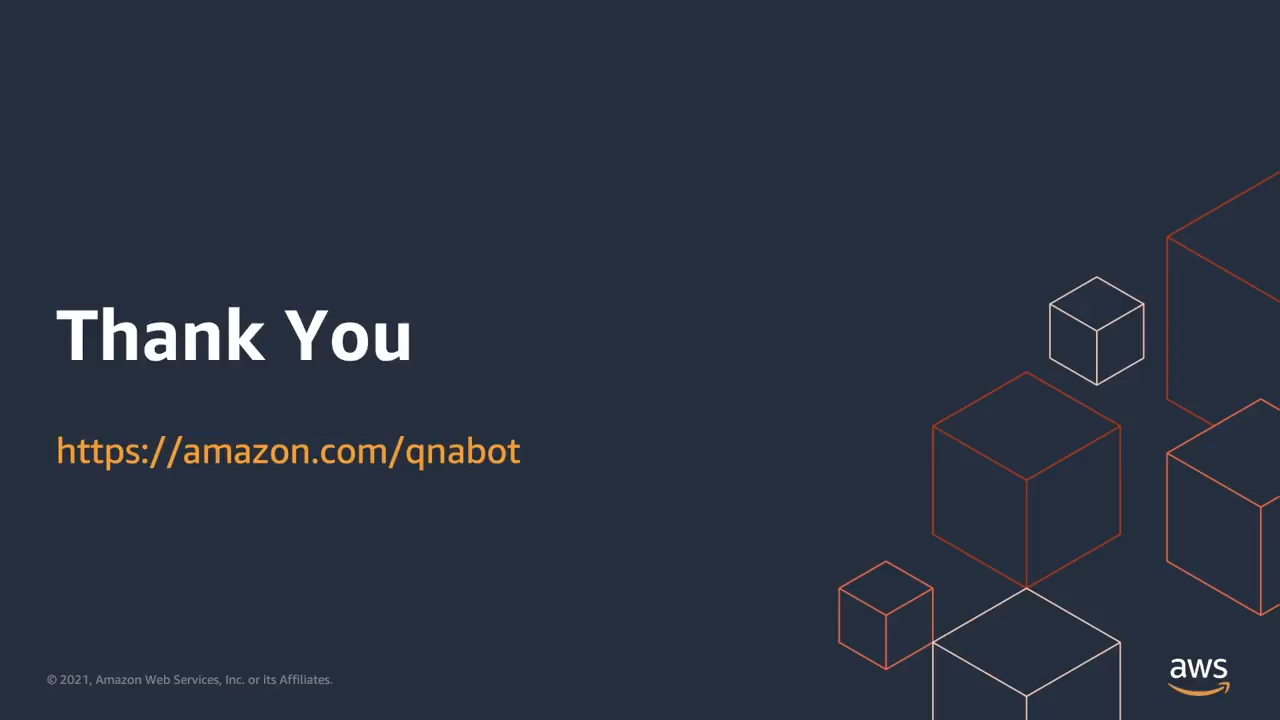 Thank You
https://amazon.com/qnabot
© 2021, Amazon Web Services, Inc. or its Affiliates.
aws